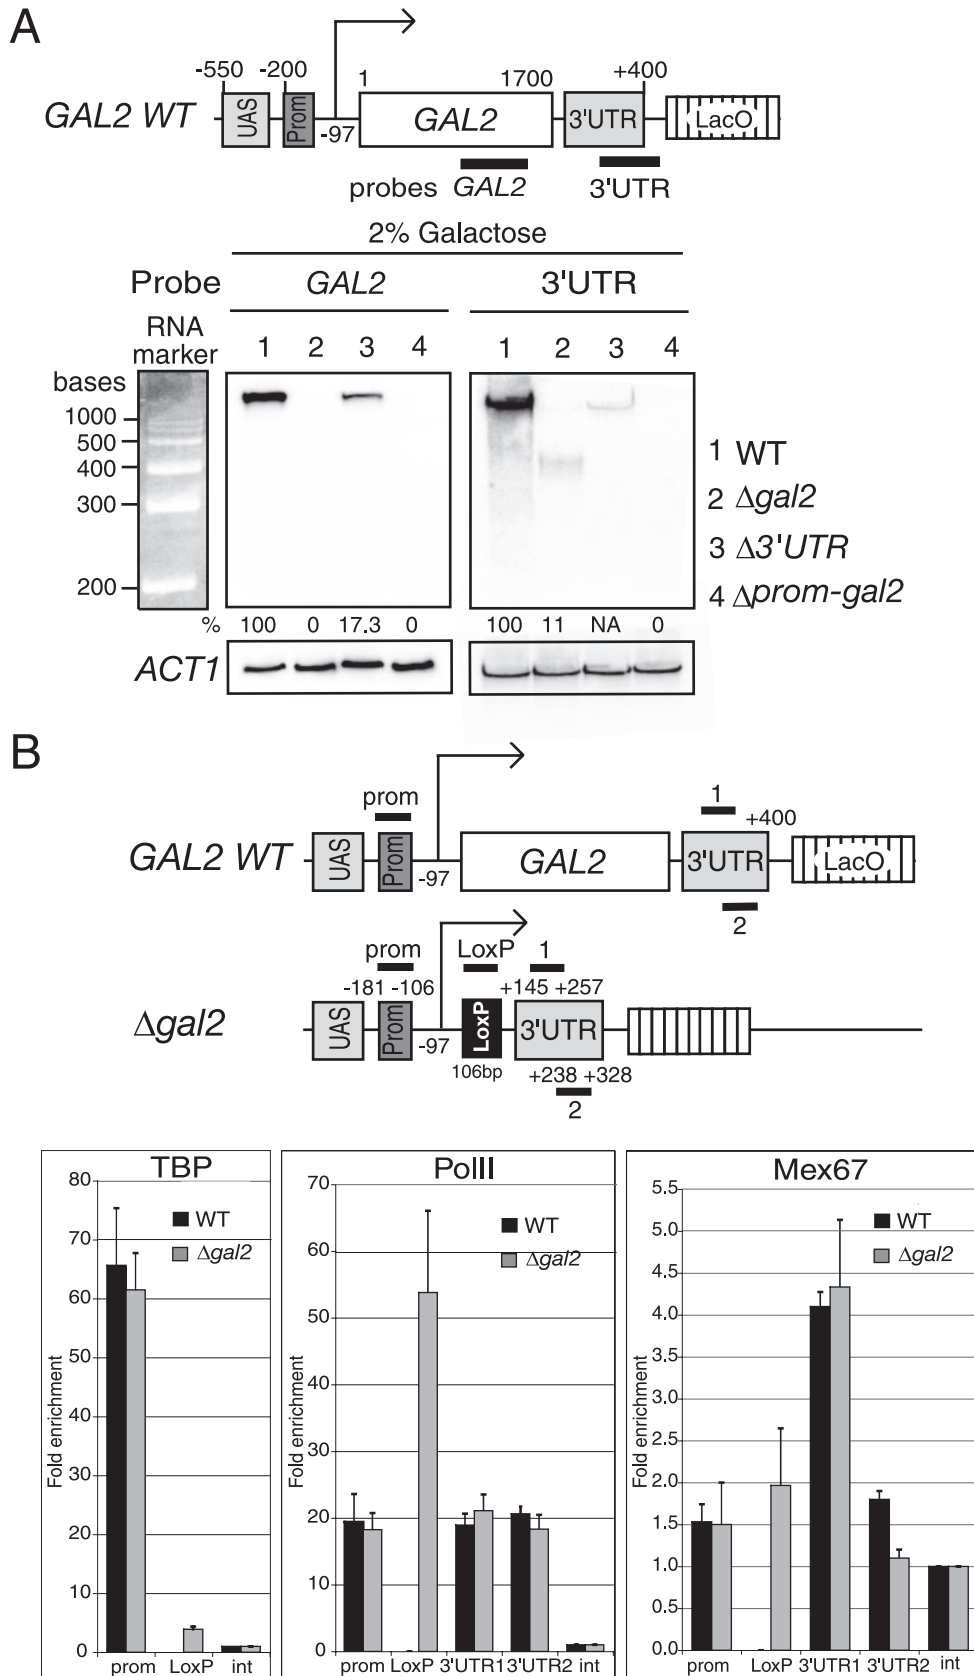 A
-550 -200 1 1700 +400
GAL2 WT UAS Prom -97 GAL2 3'UTR LacO
probes GAL2 3'UTR
2% Galactose
Probe GAL2 3'UTR
RNA
marker 1 2 3 4 1 2 3 4
bases
1000
500
400
300
200
1 WT
2 Δgal2
3 Δ3'UTR
4 Δprom-gal2
% 100 0 17.3 0 100 11 NA 0
ACT1
B
prom 1 +400
GAL2 WT UAS Prom -97 GAL2 3'UTR LacO
2
prom LoxP 1
-181 -106 +145 +257
Δgal2 UAS Prom -97 LoxP 3'UTR
106bp +238 +328
2
TBP
Fold enrichment
80
70
60
50
40
30
20
10
0
WT
Δgal2
prom LoxP int
PolII
Fold enrichment
70
60
50
40
30
20
10
0
WT
Δgal2
prom LoxP 3'UTR1 3'UTR2 int
Mex67
Fold enrichment
5.5
5.0
4.5
4.0
3.5
3.0
2.5
2.0
1.5
1.0
0.5
0.0
WT
Δgal2
prom LoxP 3'UTR1 3'UTR2 int